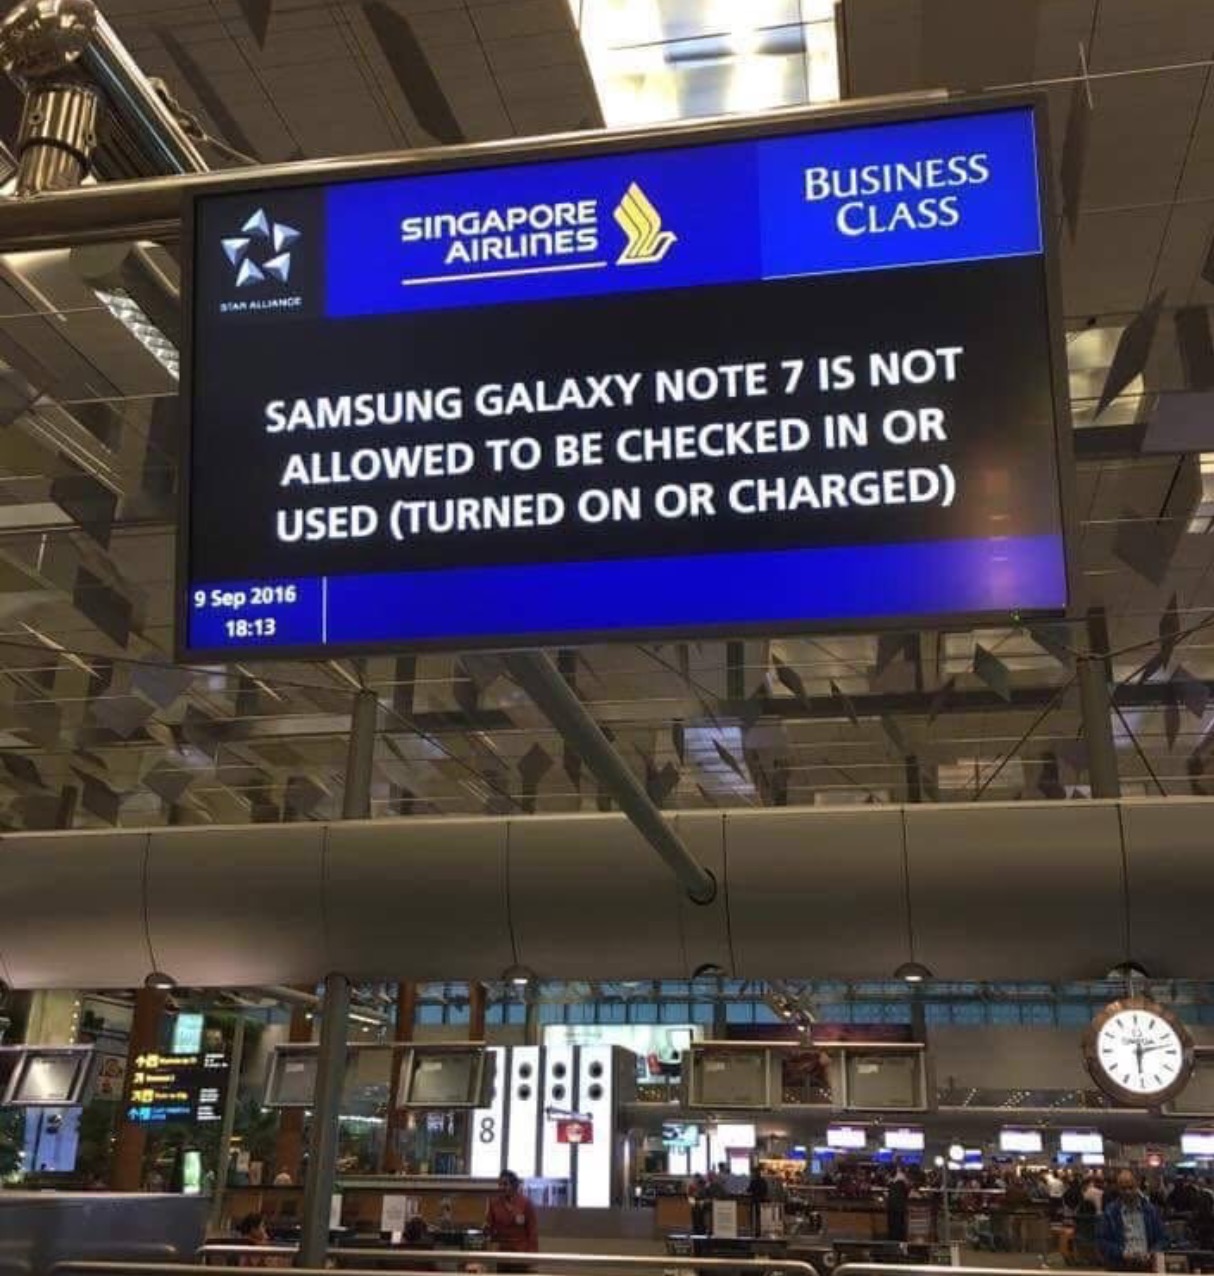 STAR ALLIANCE
SINGAPORE
AIRLINES
BUSINESS
CLASS
SAMSUNG GALAXY NOTE 7 IS NOT
ALLOWED TO BE CHECKED IN OR
USED (TURNED ON OR CHARGED)
9 Sep 2016
18:13
OMEGA
8